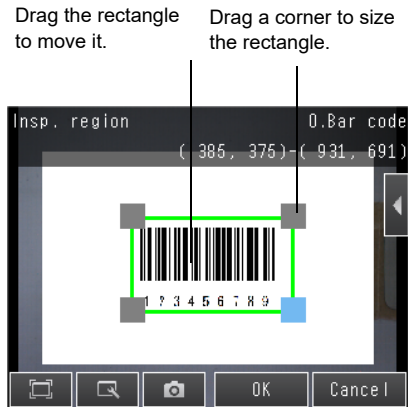 Drag the rectangle
to move it.
Drag a corner to size
the rectangle.
Insp. region
0.Bar code
( 385, 375)-( 931, 691)
1 2 3 4 5 6 7 8 9
OK
Cancel